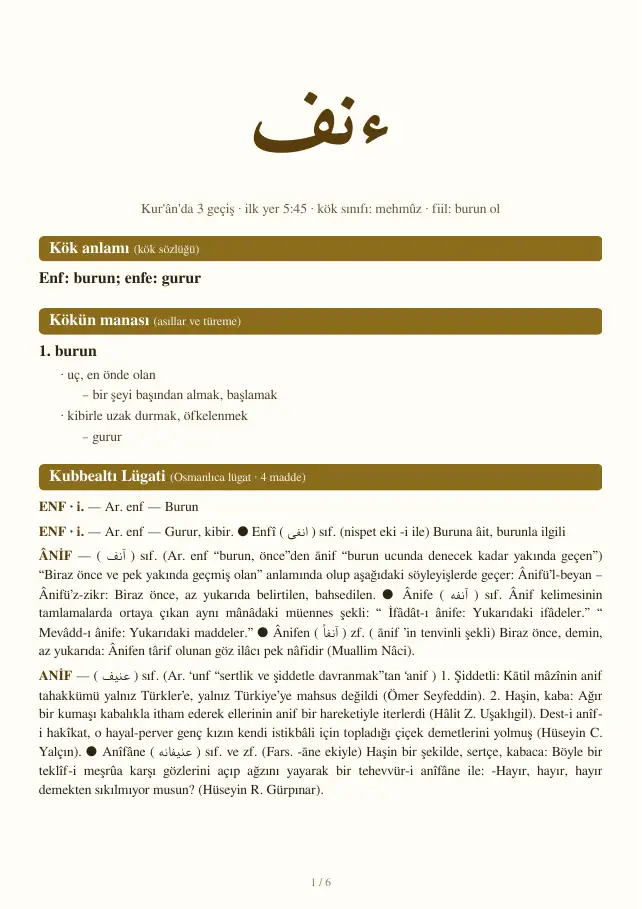 ءنف
Kur'ân'da 3 geçiş · ilk yer 5:45 · kök sınıfı: mehmûz · fiil: burun ol
Kök anlamı (kök sözlüğü)
Enf: burun; enfe: gurur
Kökün manası (asıllar ve türeme)
1. burun
· uç, en önde olan
– bir şeyi başından almak, başlamak
· kibirle uzak durmak, öfkelenmek
– gurur
Kubbealtı Lügati (Osmanlıca lügat · 4 madde)
ENF · i. — Ar. enf — Burun
ENF · i. — Ar. enf — Gurur, kibir. ● Enfî ( انفى ) sıf. (nispet eki -i ile) Buruna âit, burunla ilgili
ÂNİF — ( آنف ) sıf. (Ar. enf “burun, önce”den ānif “burun ucunda denecek kadar yakında geçen”)
“Biraz önce ve pek yakında geçmiş olan” anlamında olup aşağıdaki söyleyişlerde geçer: Ânifü’l-beyan –
Ânifü’z-zikr: Biraz önce, az yukarıda belirtilen, bahsedilen. ● Ânife ( آنفه ) sıf. Ânif kelimesinin
tamlamalarda ortaya çıkan aynı mânâdaki müennes şekli: “ İfâdât-ı ânife: Yukarıdaki ifâdeler.” “
Mevâdd-ı ânife: Yukarıdaki maddeler.” ● Ânifen ( آنفاً ) zf. ( ānif ’in tenvinli şekli) Biraz önce, demin,
az yukarıda: Ânifen târif olunan göz ilâcı pek nâfidir (Muallim Nâci).
ANİF — ( عنيف ) sıf. (Ar. ‘unf “sertlik ve şiddetle davranmak”tan ‘anіf ) 1. Şiddetli: Kātil mâzînin anif
tahakkümü yalnız Türkler’e, yalnız Türkiye’ye mahsus değildi (Ömer Seyfeddin). 2. Haşin, kaba: Ağır
bir kumaşı kabalıkla itham ederek ellerinin anif bir hareketiyle iterlerdi (Hâlit Z. Uşaklıgil). Dest-i anîf-
i hakîkat, o hayal-perver genç kızın kendi istikbâli için topladığı çiçek demetlerini yolmuş (Hüseyin C.
Yalçın). ● Anîfâne ( عنيفانه ) sıf. ve zf. (Fars. -āne ekiyle) Haşin bir şekilde, sertçe, kabaca: Böyle bir
teklîf-i meşrûa karşı gözlerini açıp ağzını yayarak bir tehevvür-i anîfâne ile: -Hayır, hayır, hayır
demekten sıkılmıyor musun? (Hüseyin R. Gürpınar).
1 / 6